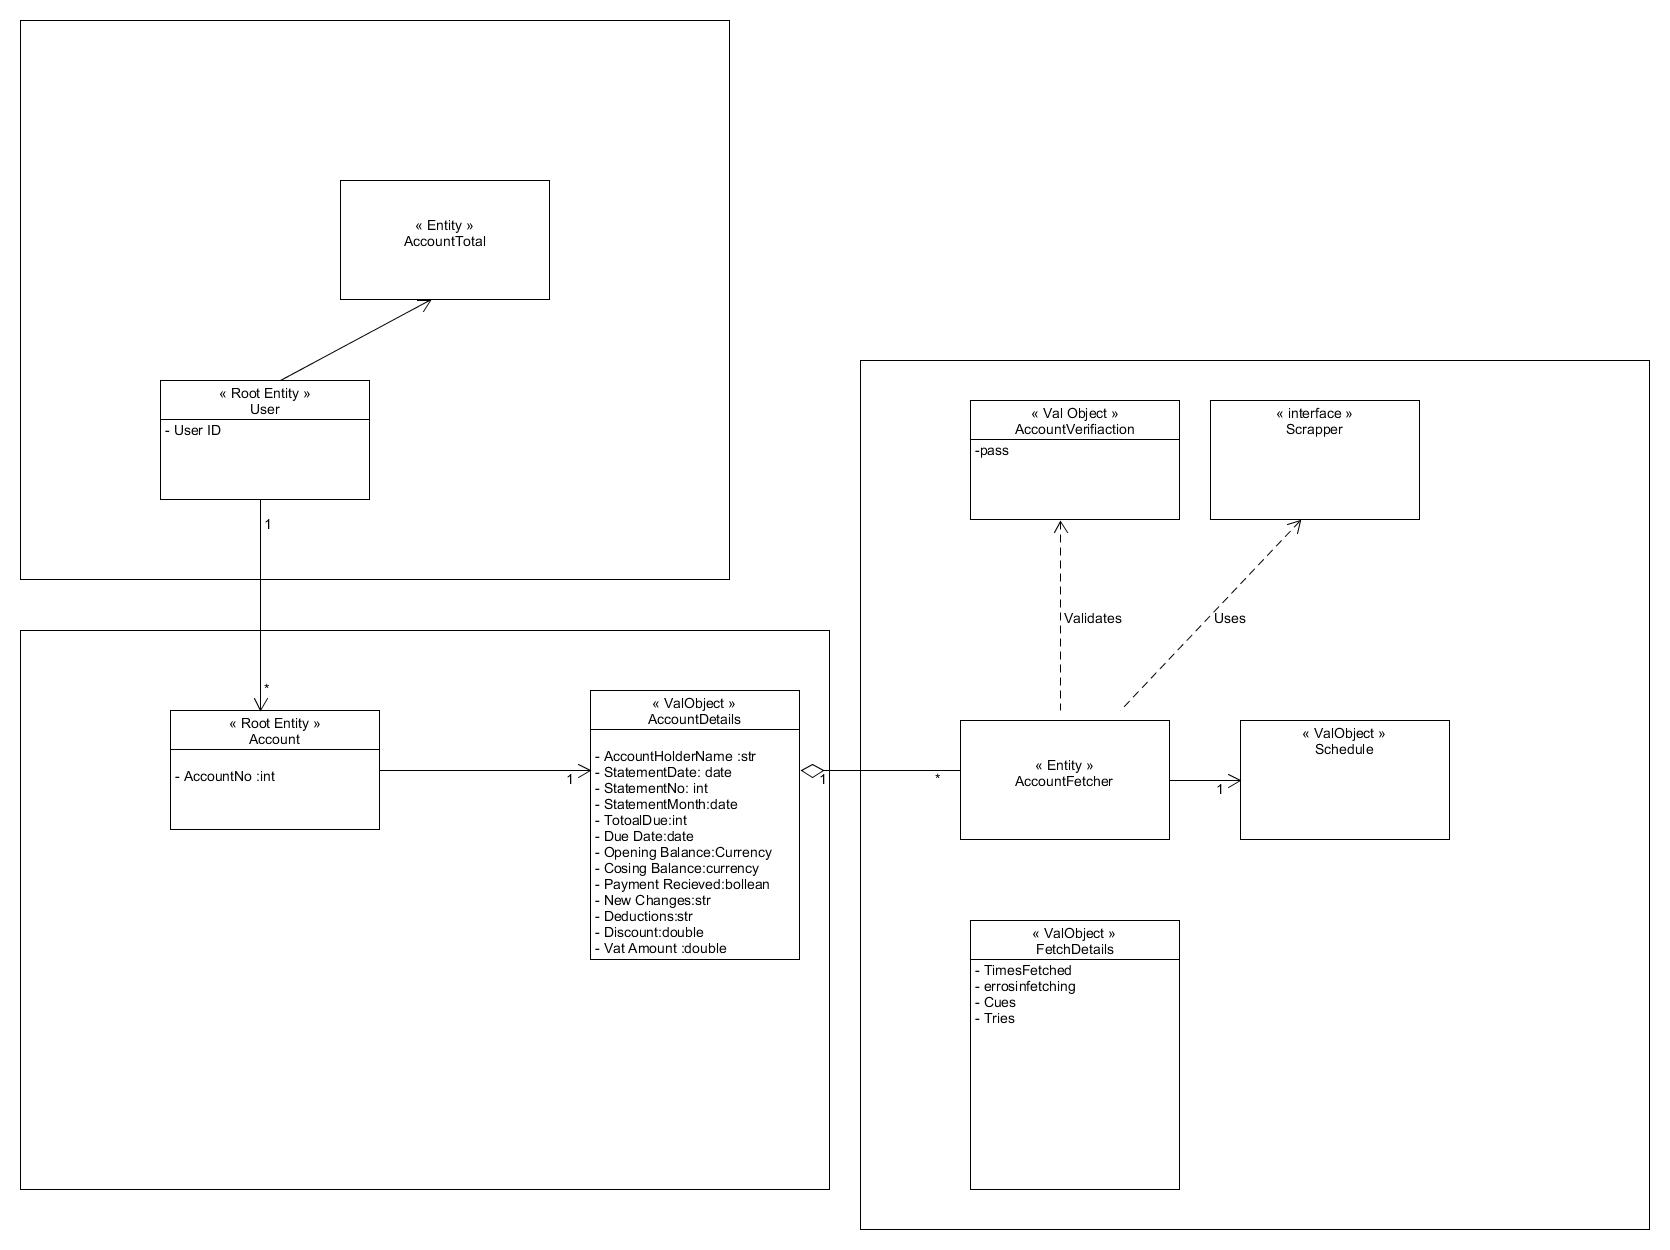 « Entity »
AccountTotal
« Root Entity »
User
- User ID
1
*
« Root Entity »
Account
- AccountNo :int
1
« ValObject »
AccountDetails
- AccountHolderName :str
- StatementDate: date
- StatementNo: int
- StatementMonth:date
- TotoalDue:int
- Due Date:date
- Opening Balance:Currency
- Cosing Balance:currency
- Payment Recieved:bollean
- New Changes:str
- Deductions:str
- Discount:double
- Vat Amount :double
1
*
« Val Object »
AccountVerifiaction
-pass
« interface »
Scrapper
Validates
Uses
« Entity »
AccountFetcher
1
« ValObject »
Schedule
« ValObject »
FetchDetails
- TimesFetched
- errosinfetching
- Cues
- Tries